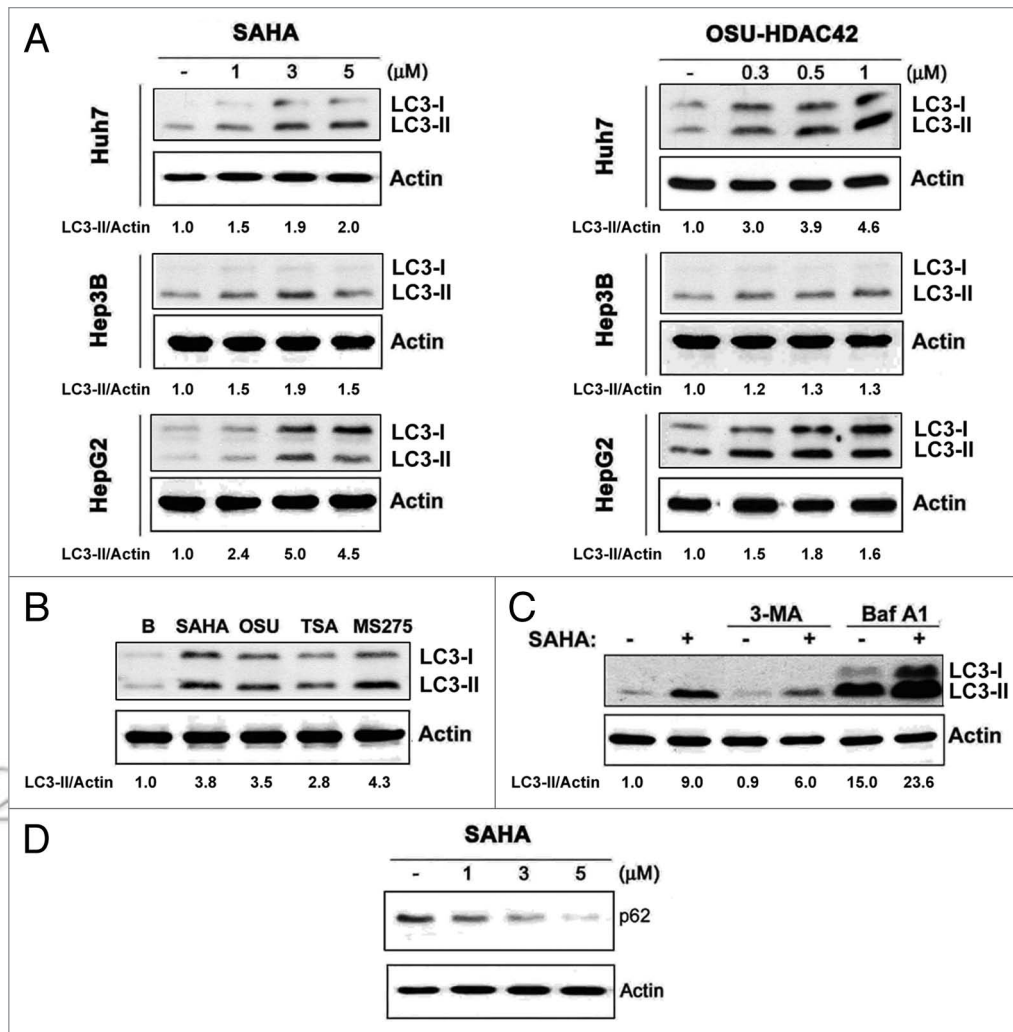 A
SAHA
- 1 3 5 (μM)
Huh7
LC3-I
LC3-II
Actin
LC3-II/Actin 1.0 1.5 1.9 2.0
Hep3B
LC3-I
LC3-II
Actin
LC3-II/Actin 1.0 1.5 1.9 1.5
HepG2
LC3-I
LC3-II
Actin
LC3-II/Actin 1.0 2.4 5.0 4.5
OSU-HDAC42
- 0.3 0.5 1 (μM)
Huh7
LC3-I
LC3-II
Actin
LC3-II/Actin 1.0 3.0 3.9 4.6
Hep3B
LC3-I
LC3-II
Actin
LC3-II/Actin 1.0 1.2 1.3 1.3
HepG2
LC3-I
LC3-II
Actin
LC3-II/Actin 1.0 1.5 1.8 1.6
B
B SAHA OSU TSA MS275
LC3-I
LC3-II
Actin
LC3-II/Actin 1.0 3.8 3.5 2.8 4.3
C
3-MA Baf A1
SAHA: - + - + - +
LC3-I
LC3-II
Actin
LC3-II/Actin 1.0 9.0 0.9 6.0 15.0 23.6
D
SAHA
- 1 3 5 (μM)
p62
Actin